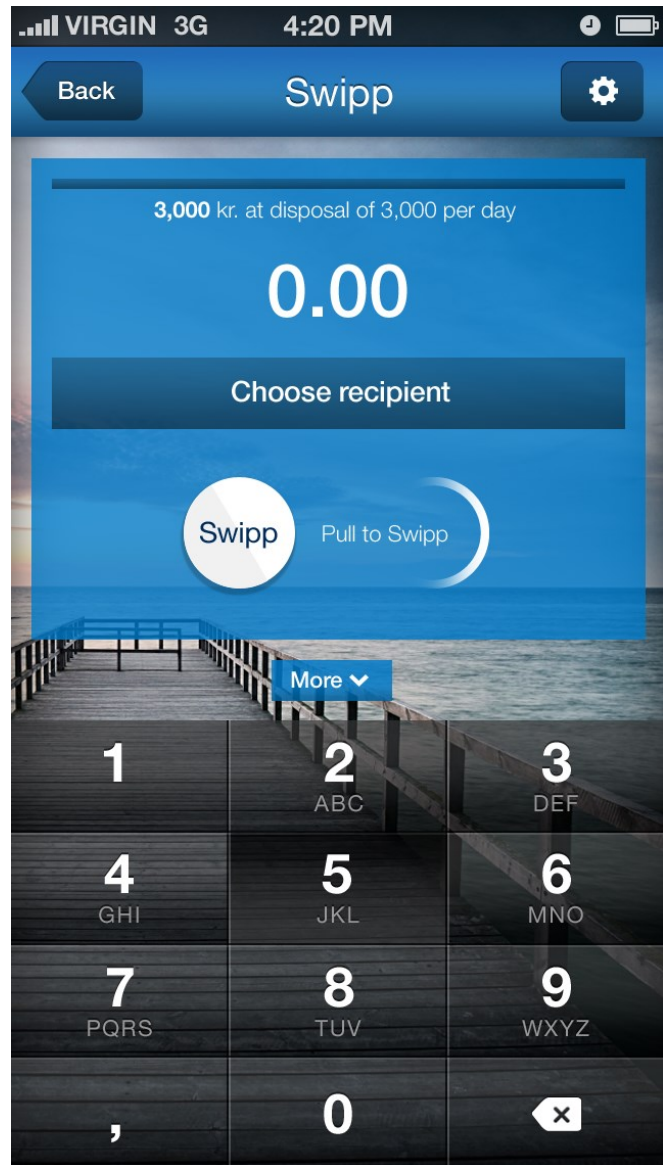 VIRGIN 3G 4:20 PM
Back Swipp
3,000 kr. at disposal of 3,000 per day
0.00
Choose recipient
Swipp Pull to Swipp
More
1 2 3
ABC DEF
4 5 6
GHI JKL MNO
7 8 9
PQRS TUV WXYZ
, 0